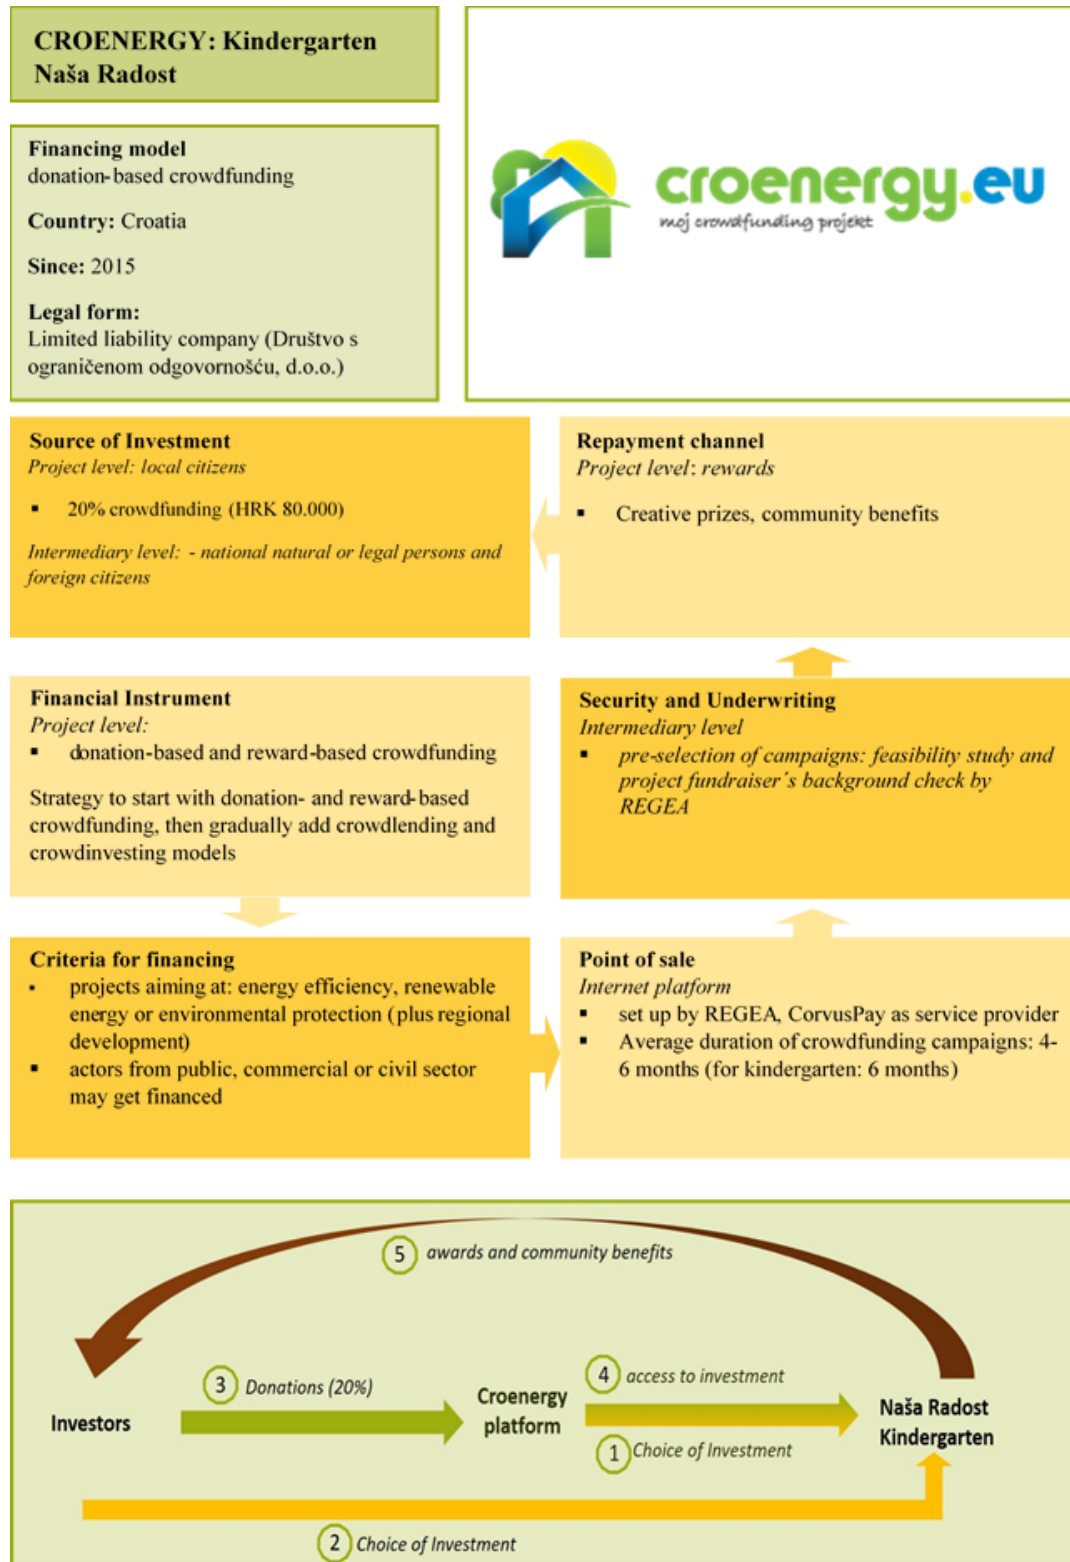 CROENERGY: Kindergarten
Naša Radost
Financing model
donation-based crowdfunding
Country: Croatia
Since: 2015
Legal form:
Limited liability company (Društvo s
ograničenom odgovornošću, d.o.o.)
croenergy.eu
moj crowdfunding projekt
Source of Investment
Project level: local citizens
▪ 20% crowdfunding (HRK 80.000)
Intermediary level: - national natural or legal persons and
foreign citizens
Repayment channel
Project level: rewards
▪ Creative prizes, community benefits
Financial Instrument
Project level:
▪ donation-based and reward-based crowdfunding
Strategy to start with donation- and reward-based
crowdfunding, then gradually add crowdlending and
crowdinvesting models
Security and Underwriting
Intermediary level
▪ pre-selection of campaigns: feasibility study and
project fundraiser´s background check by
REGEA
Criteria for financing
▪ projects aiming at: energy efficiency, renewable
energy or environmental protection (plus regional
development)
▪ actors from public, commercial or civil sector
may get financed
Point of sale
Internet platform
▪ set up by REGEA, CorvusPay as service provider
▪ Average duration of crowdfunding campaigns: 4-
6 months (for kindergarten: 6 months)
5 awards and community benefits
3 Donations (20%)
4 access to investment
Investors
Croenergy
platform
Naša Radost
Kindergarten
1 Choice of Investment
2 Choice of Investment